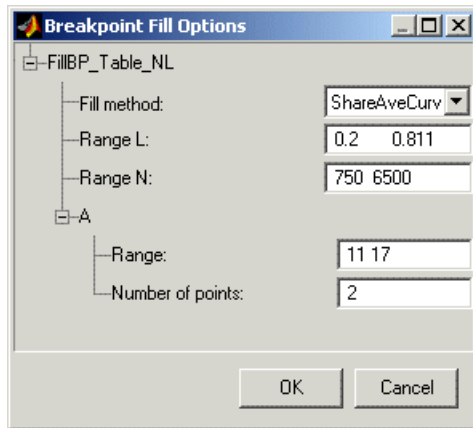 Breakpoint Fill Options
FillBP_Table_NL
Fill method: ShareAveCurv
Range L: 0.2 0.811
Range N: 750 6500
A
Range: 11 17
Number of points: 2
OK Cancel